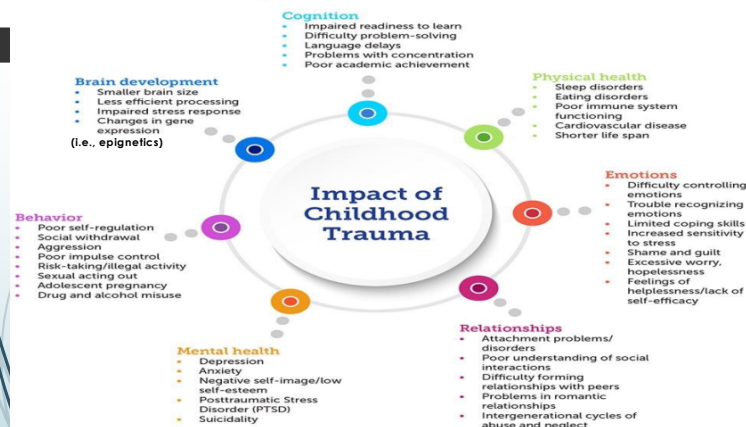 Cognition
• Impaired readiness to learn
• Difficulty problem-solving
• Language delays
• Problems with concentration
• Poor academic achievement
Brain development
• Smaller brain size
• Less efficient processing
• Impaired stress response
• Changes in gene
expression
(i.e., epignetics)
Physical health
• Sleep disorders
• Eating disorders
• Poor immune system
functioning
• Cardiovascular disease
• Shorter life span
Impact of
Childhood
Trauma
Emotions
• Difficulty controlling
emotions
• Trouble recognizing
emotions
• Limited coping skills
• Increased sensitivity
to stress
• Shame and guilt
• Excessive worry,
hopelessness
• Feelings of
helplessness/lack of
self-efficacy
Behavior
• Poor self-regulation
• Social withdrawal
• Aggression
• Poor impulse control
• Risk-taking/illegal activity
• Sexual acting out
• Adolescent pregnancy
• Drug and alcohol misuse
Mental health
• Depression
• Anxiety
• Negative self-image/low
self-esteem
• Posttraumatic Stress
Disorder (PTSD)
• Suicidality
Relationships
• Attachment problems/
disorders
• Poor understanding of social
interactions
• Difficulty forming
relationships with peers
• Problems in romantic
relationships
• Intergenerational cycles of
abuse and neglect